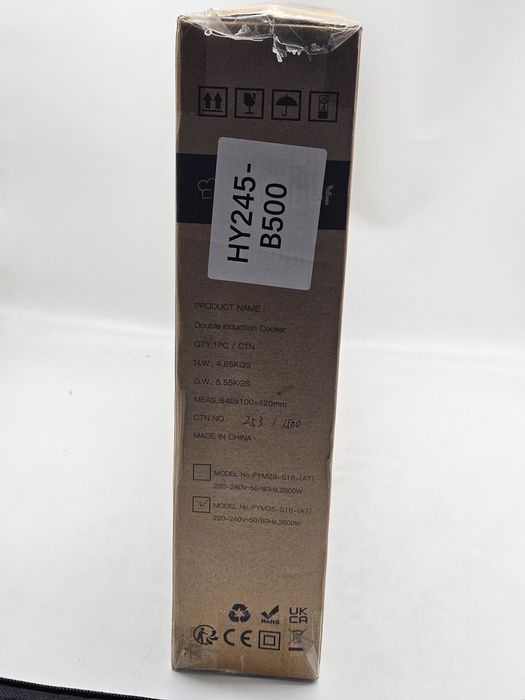 HY245-
B500
f
PRODUCT NAME :
Double Induction Cooker
QTY:1PC / CTN
N.W.: 4.65KGS
G.W.: 5.55KGS
MEAS.:640x100x420mm
CTN NO.: 253 / 1500
MADE IN CHINA
MODEL No.:FYM28-S16-(AT)
220-240V~50/60Hz,2800W
MODEL No.:FYM35-S16-(AT)
220-240V~50/60Hz,3500W
RoHS
UK
CA
CE